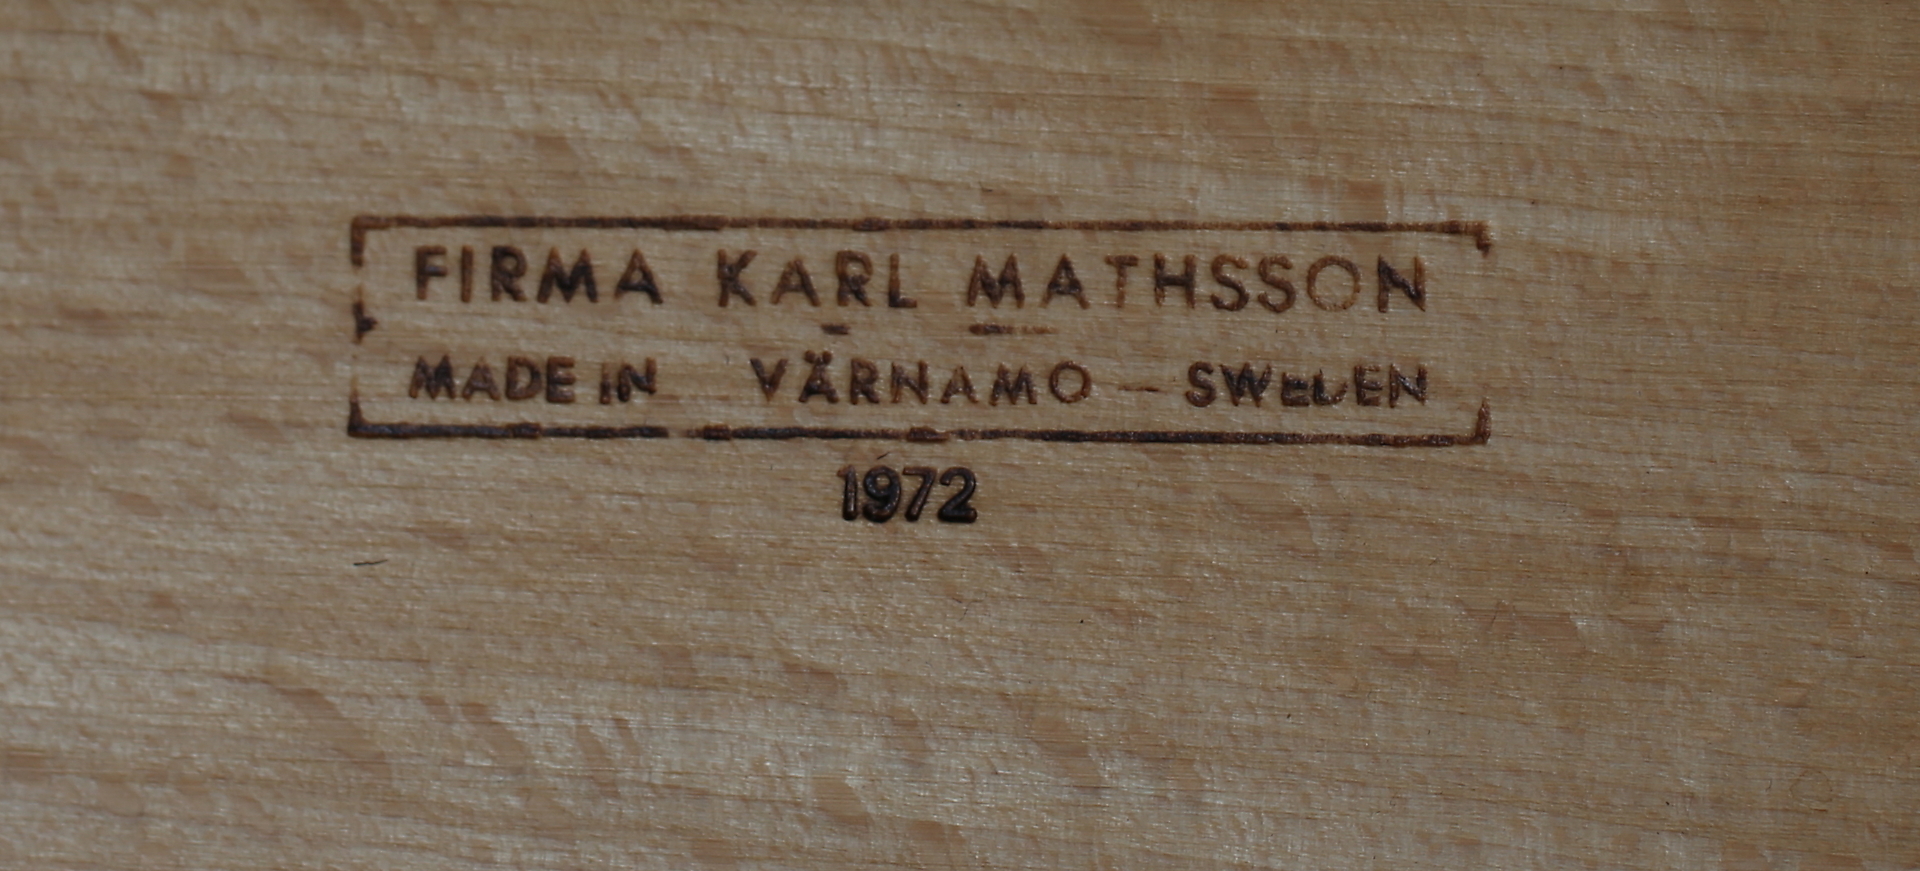 FIRMA KARL MATHSSON
MADE IN VÄRNAMO – SWEDEN
1972